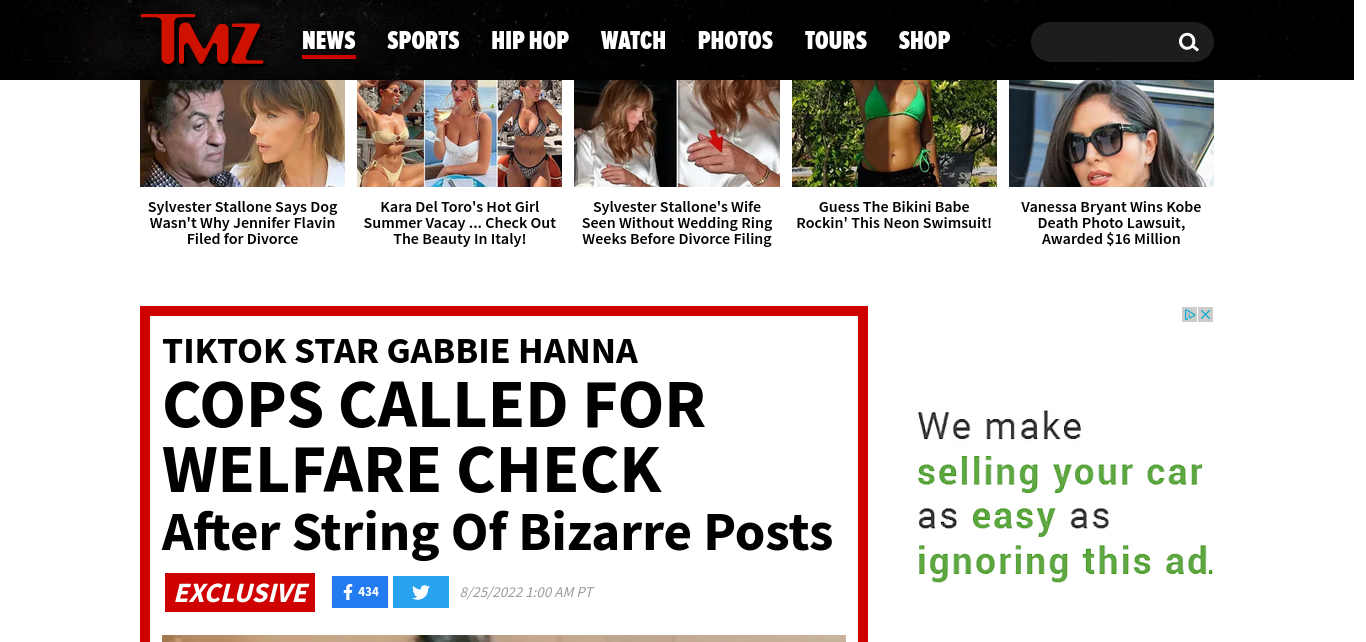 TMZ
NEWS SPORTS HIP HOP WATCH PHOTOS TOURS SHOP
Sylvester Stallone Says Dog
Wasn't Why Jennifer Flavin
Filed for Divorce
Kara Del Toro's Hot Girl
Summer Vacay ... Check Out
The Beauty In Italy!
Sylvester Stallone's Wife
Seen Without Wedding Ring
Weeks Before Divorce Filing
Guess The Bikini Babe
Rockin' This Neon Swimsuit!
Vanessa Bryant Wins Kobe
Death Photo Lawsuit,
Awarded $16 Million
TIKTOK STAR GABBIE HANNA
COPS CALLED FOR
WELFARE CHECK
After String Of Bizarre Posts
EXCLUSIVE
434
8/25/2022 1:00 AM PT
We make
selling your car
as easy as
ignoring this ad.